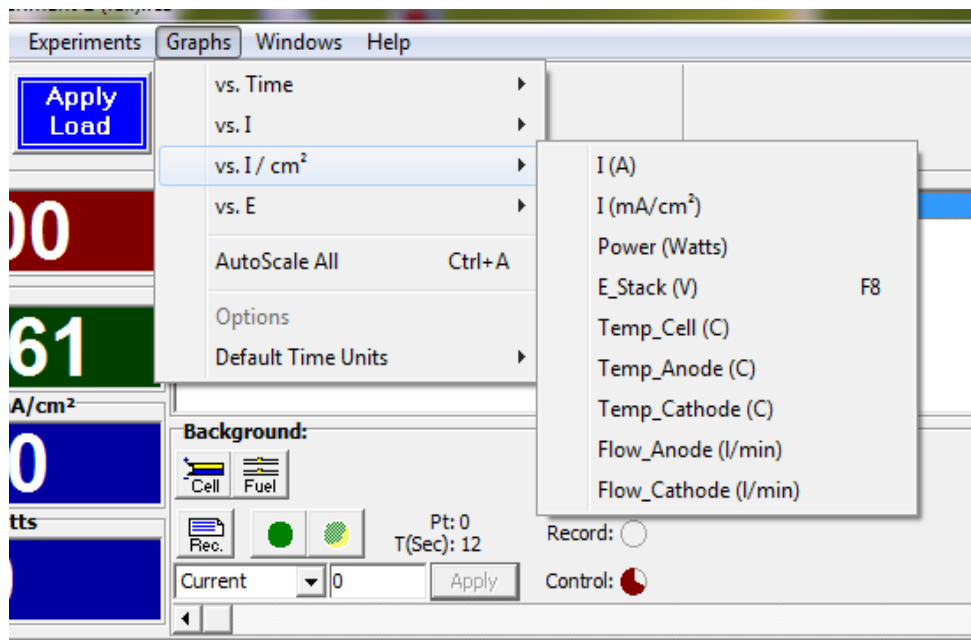 Experiments Graphs Windows Help
Apply
Load
vs. Time
vs. I
vs. I / cm²
vs. E
AutoScale All Ctrl+A
Options
Default Time Units
I (A)
I (mA/cm²)
Power (Watts)
E_Stack (V) F8
Temp_Cell (C)
Temp_Anode (C)
Temp_Cathode (C)
Flow_Anode (l/min)
Flow_Cathode (l/min)
00
61
A/cm²
0
tts
Background:
Cell Fuel
Rec.
Pt: 0
T(Sec): 12
Record:
Current 0 Apply Control: